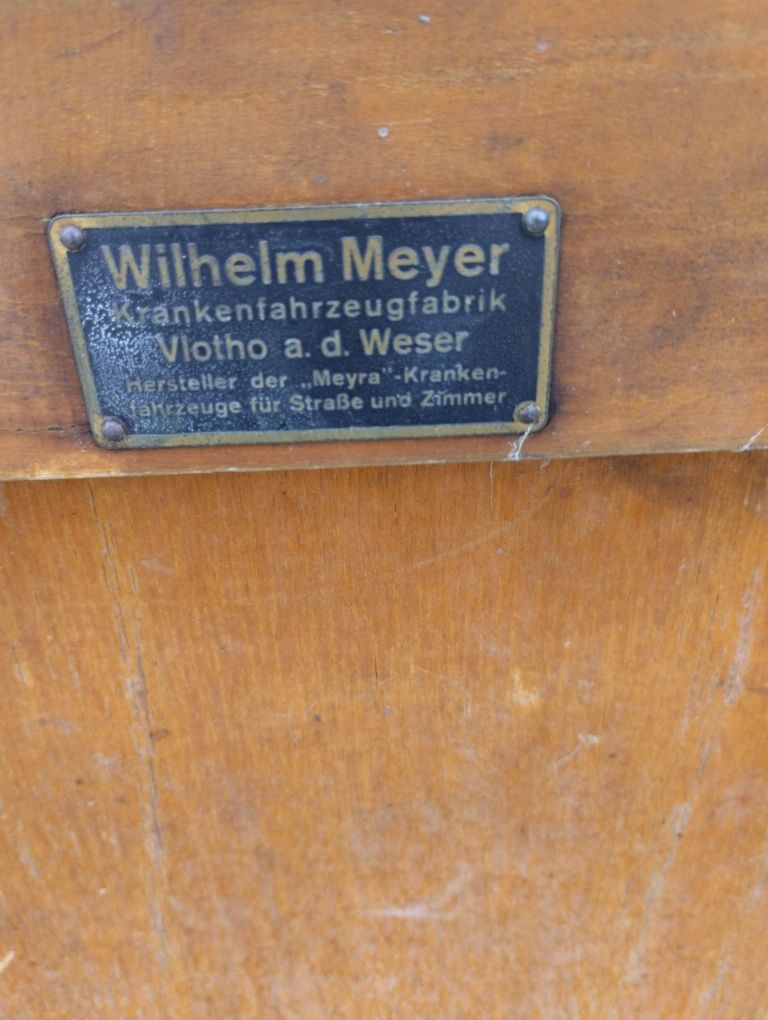 Wilhelm Meyer
Krankenfahrzeugfabrik
Vlotho a. d. Weser
Hersteller der „Meyra"-Kranken-
fahrzeuge für Straße und Zimmer